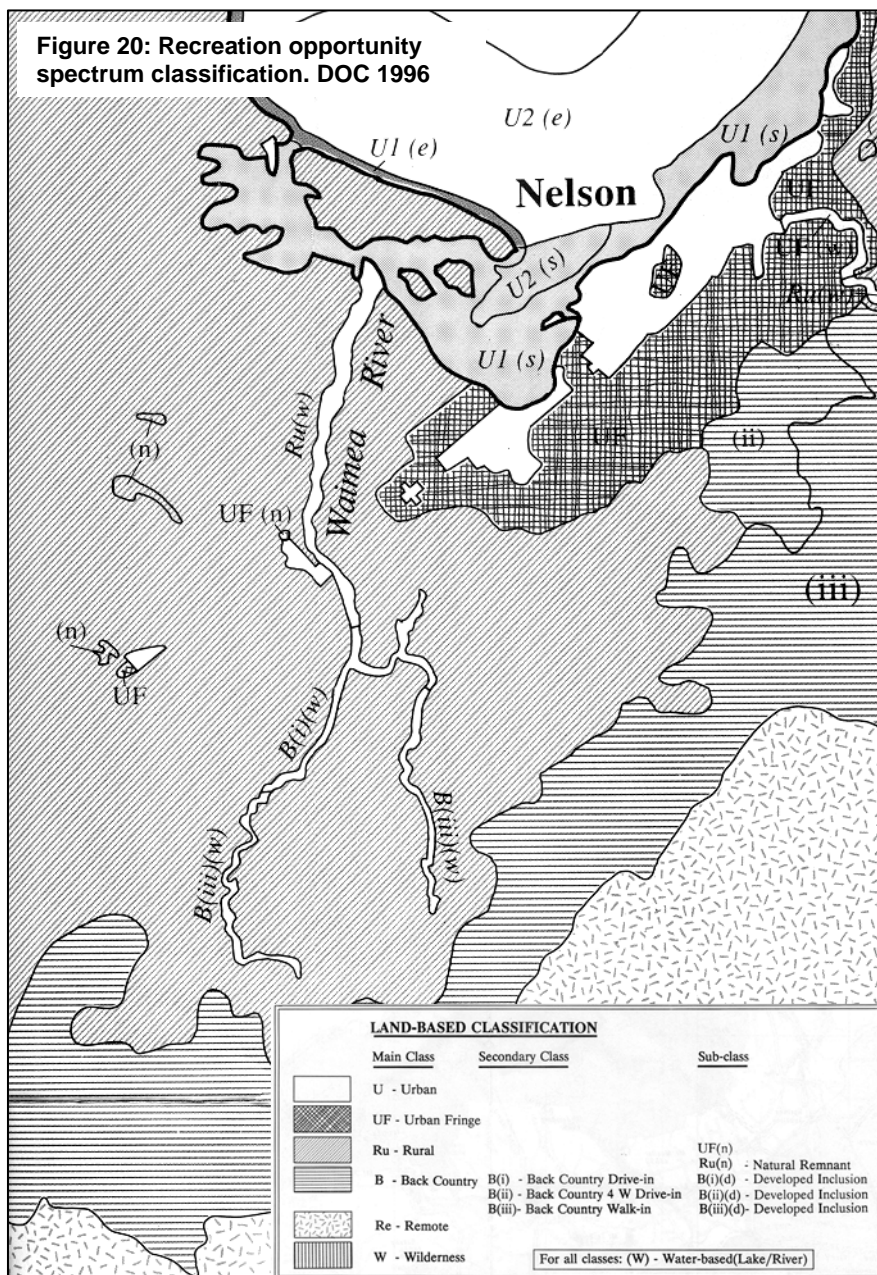 Figure 20: Recreation opportunity
spectrum classification. DOC 1996
U2 (e)
U1 (e)
U1 (s)
Nelson
UF
UF (w)
U2 (s)
UF
U1 (s)
Ru(w)
Waimea River
(n)
UF
(ii)
UF (n)
(iii)
(n)
UF
B(i)(w)
B(iii)(w)
B(iii)(w)
LAND-BASED CLASSIFICATION
Main Class Secondary Class Sub-class
U - Urban
UF - Urban Fringe
Ru - Rural
UF(n)
Ru(n) - Natural Remnant
B - Back Country B(i) - Back Country Drive-in B(i)(d) - Developed Inclusion
B(ii) - Back Country 4 W Drive-in B(ii)(d) - Developed Inclusion
B(iii)- Back Country Walk-in B(iii)(d)- Developed Inclusion
Re - Remote
W - Wilderness
For all classes: (W) - Water-based(Lake/River)